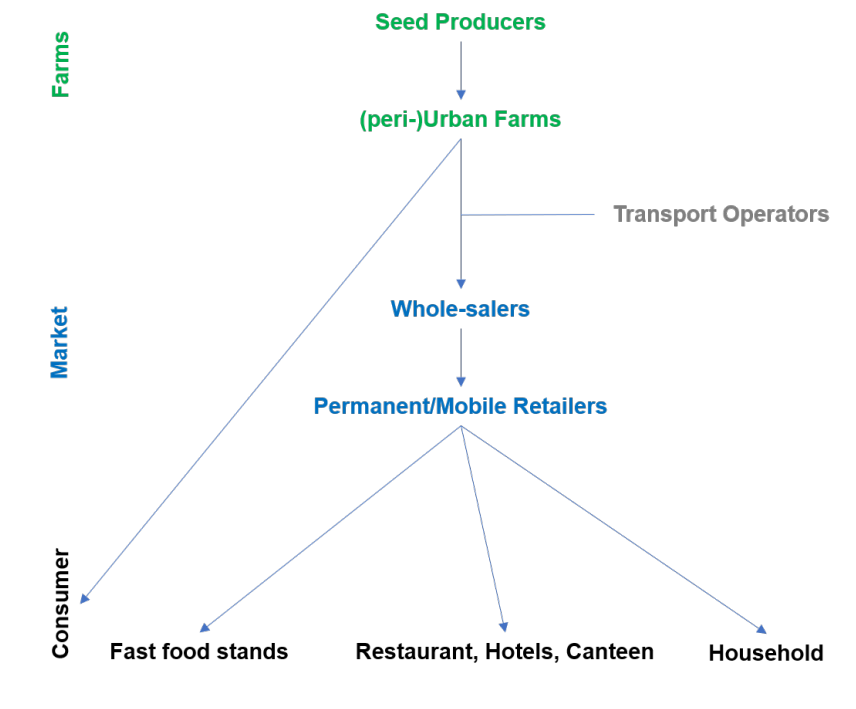 Seed Producers
Farms
(peri-)Urban Farms
Transport Operators
Whole-salers
Market
Permanent/Mobile Retailers
Consumer
Fast food stands
Restaurant, Hotels, Canteen
Household